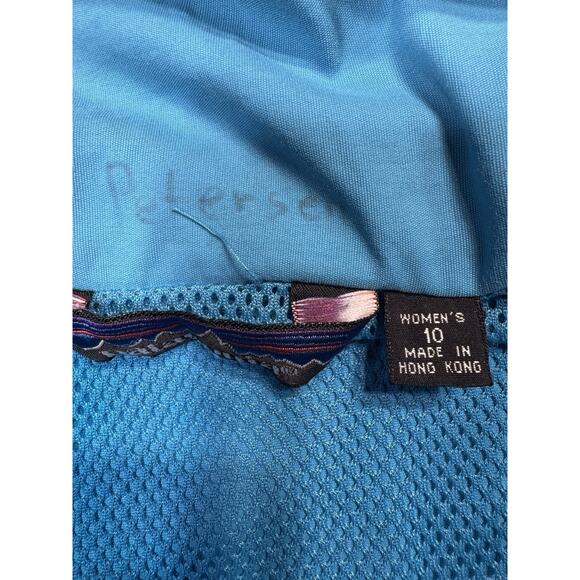 Petersen
WOMEN'S
10
MADE IN
HONG KONG